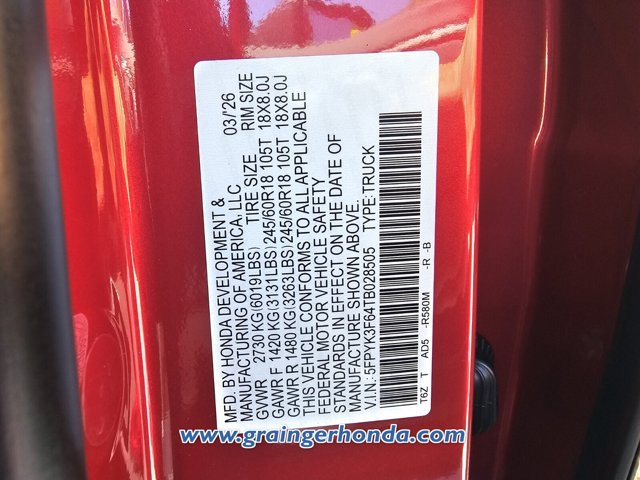 MFD. BY HONDA DEVELOPMENT & 03/26
MANUFACTURING OF AMERICA, LLC
GVWR 2730 KG(6019LBS) TIRE SIZE RIM SIZE
GAWR F 1420 KG(3131LBS)245/60R18 105T 18X8.0J
GAWR R 1480 KG(3263LBS)245/60R18 105T 18X8.0J
THIS VEHICLE CONFORMS TO ALL APPLICABLE
FEDERAL MOTOR VEHICLE SAFETY
STANDARDS IN EFFECT ON THE DATE OF
MANUFACTURE SHOWN ABOVE.
V.I.N.: 5FPYK3F64TB028505 TYPE:TRUCK
T6Z T AD5 -R580M -R -B
www.graingerhonda.com